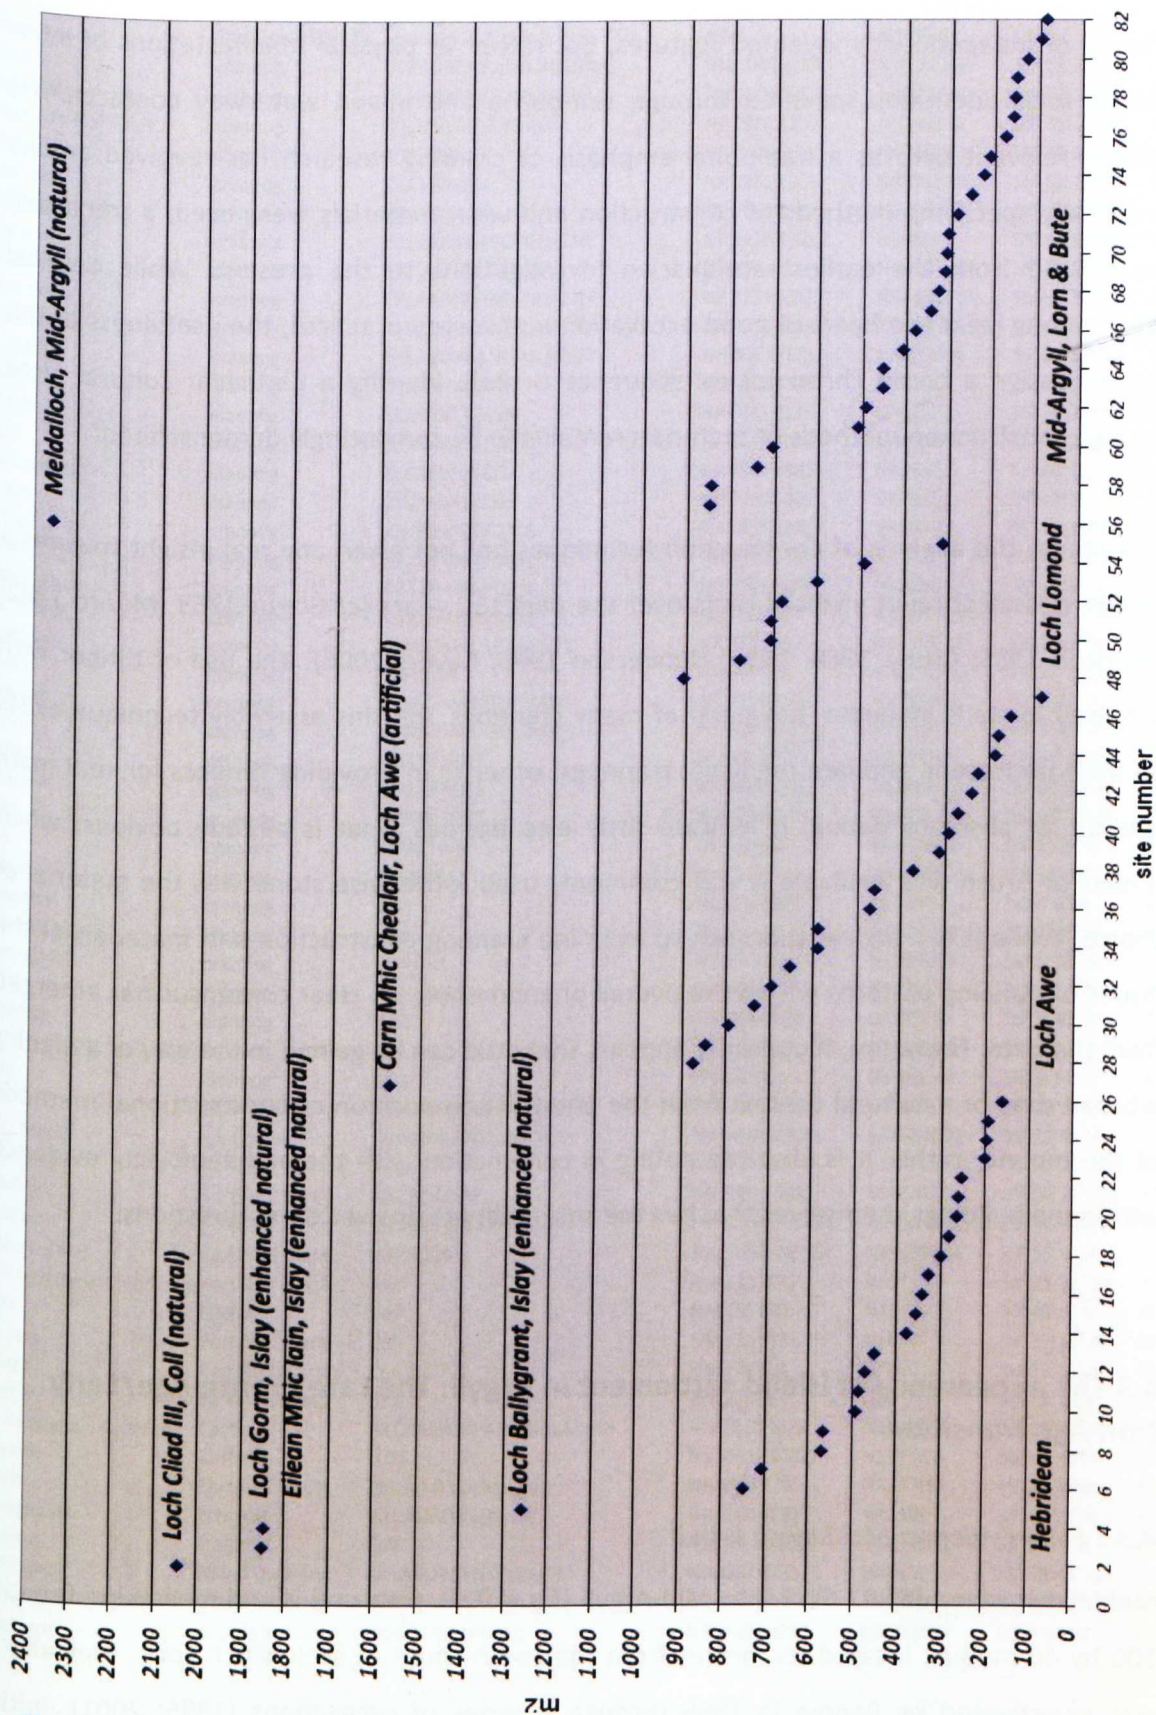 2400
2300
2200
2100
2000
1900
1800
1700
1600
1500
1400
1300
1200
1100
1000
900
800
700
600
500
400
300
200
100
0
m2
Meldalloch, Mid-Argyll (natural)
Loch Cliad III, Coll (natural)
Loch Gorm, Islay (enhanced natural)
Eilean Mhic Iain, Islay (enhanced natural)
Carn Mhic Chealair, Loch Awe (artificial)
Loch Ballygrant, Islay (enhanced natural)
Hebridean
Loch Awe
Loch Lomond
Mid-Argyll, Lorn & Bute
0 2 4 6 8 10 12 14 16 18 20 22 24 26 28 30 32 34 36 38 40 42 44 46 48 50 52 54 56 58 60 62 64 66 68 70 72 74 76 78 80 82
site number